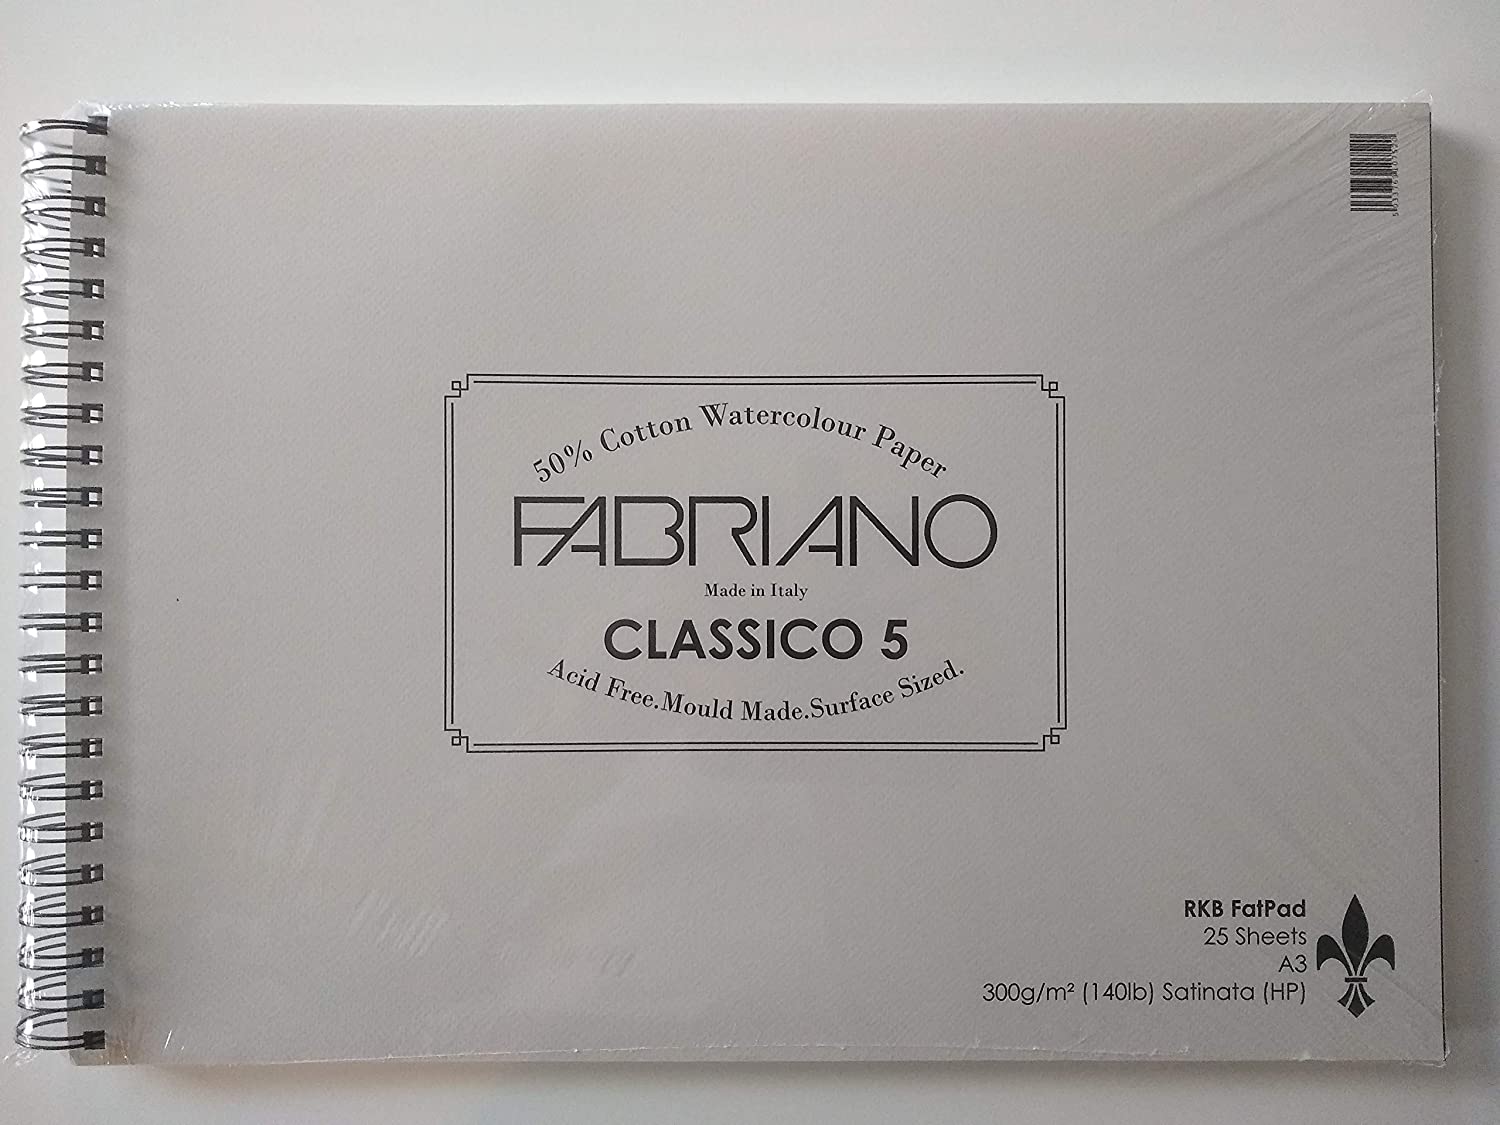 50% Cotton Watercolour Paper
FABRIANO
Made in Italy
CLASSICO 5
Acid Free.Mould Made.Surface Sized.
RKB FatPad
25 Sheets
A3
300g/m² (140lb) Satinata (HP)